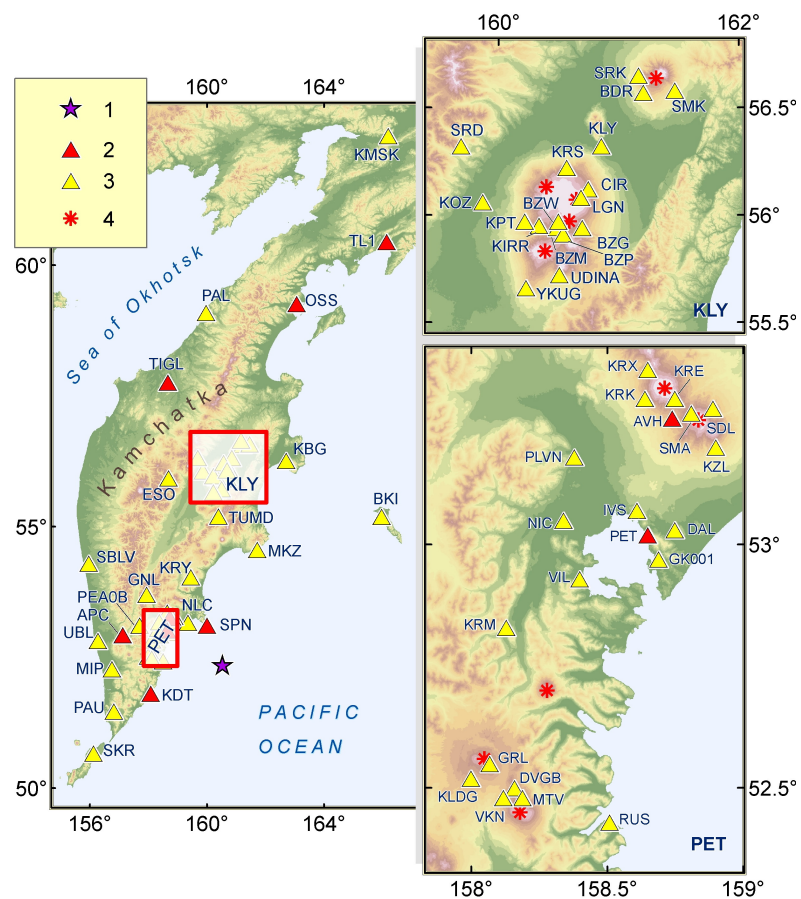 160°
164°
1
2
3
4
KMSK
TL1
60°
Sea of Okhotsk
PAL
OSS
TIGL
Kamchatka
KBG
KLY
ESO
BKI
TUMD
55°
MKZ
SBLV
KRY
GNL
PEA0B
NLC
APC
SPN
UBL
PET
MIP
KDT
PAU
PACIFIC
OCEAN
SKR
50°
156°
160°
164°
160°
162°
SRK
BDR
SMK
56.5°
SRD
KLY
KRS
CIR
KOZ
BZW
LGN
KPT
56°
KIRR
BZG
BZM
BZP
UDINA
YKUG
KLY
55.5°
KRX
KRE
KRK
AVH
SDL
SMA
KZL
PLVN
IVS
NIC
DAL
PET
53°
GK001
VIL
KRM
GRL
DVGB
KLDG
MTV
52.5°
VKN
RUS
PET
158°
158.5°
159°